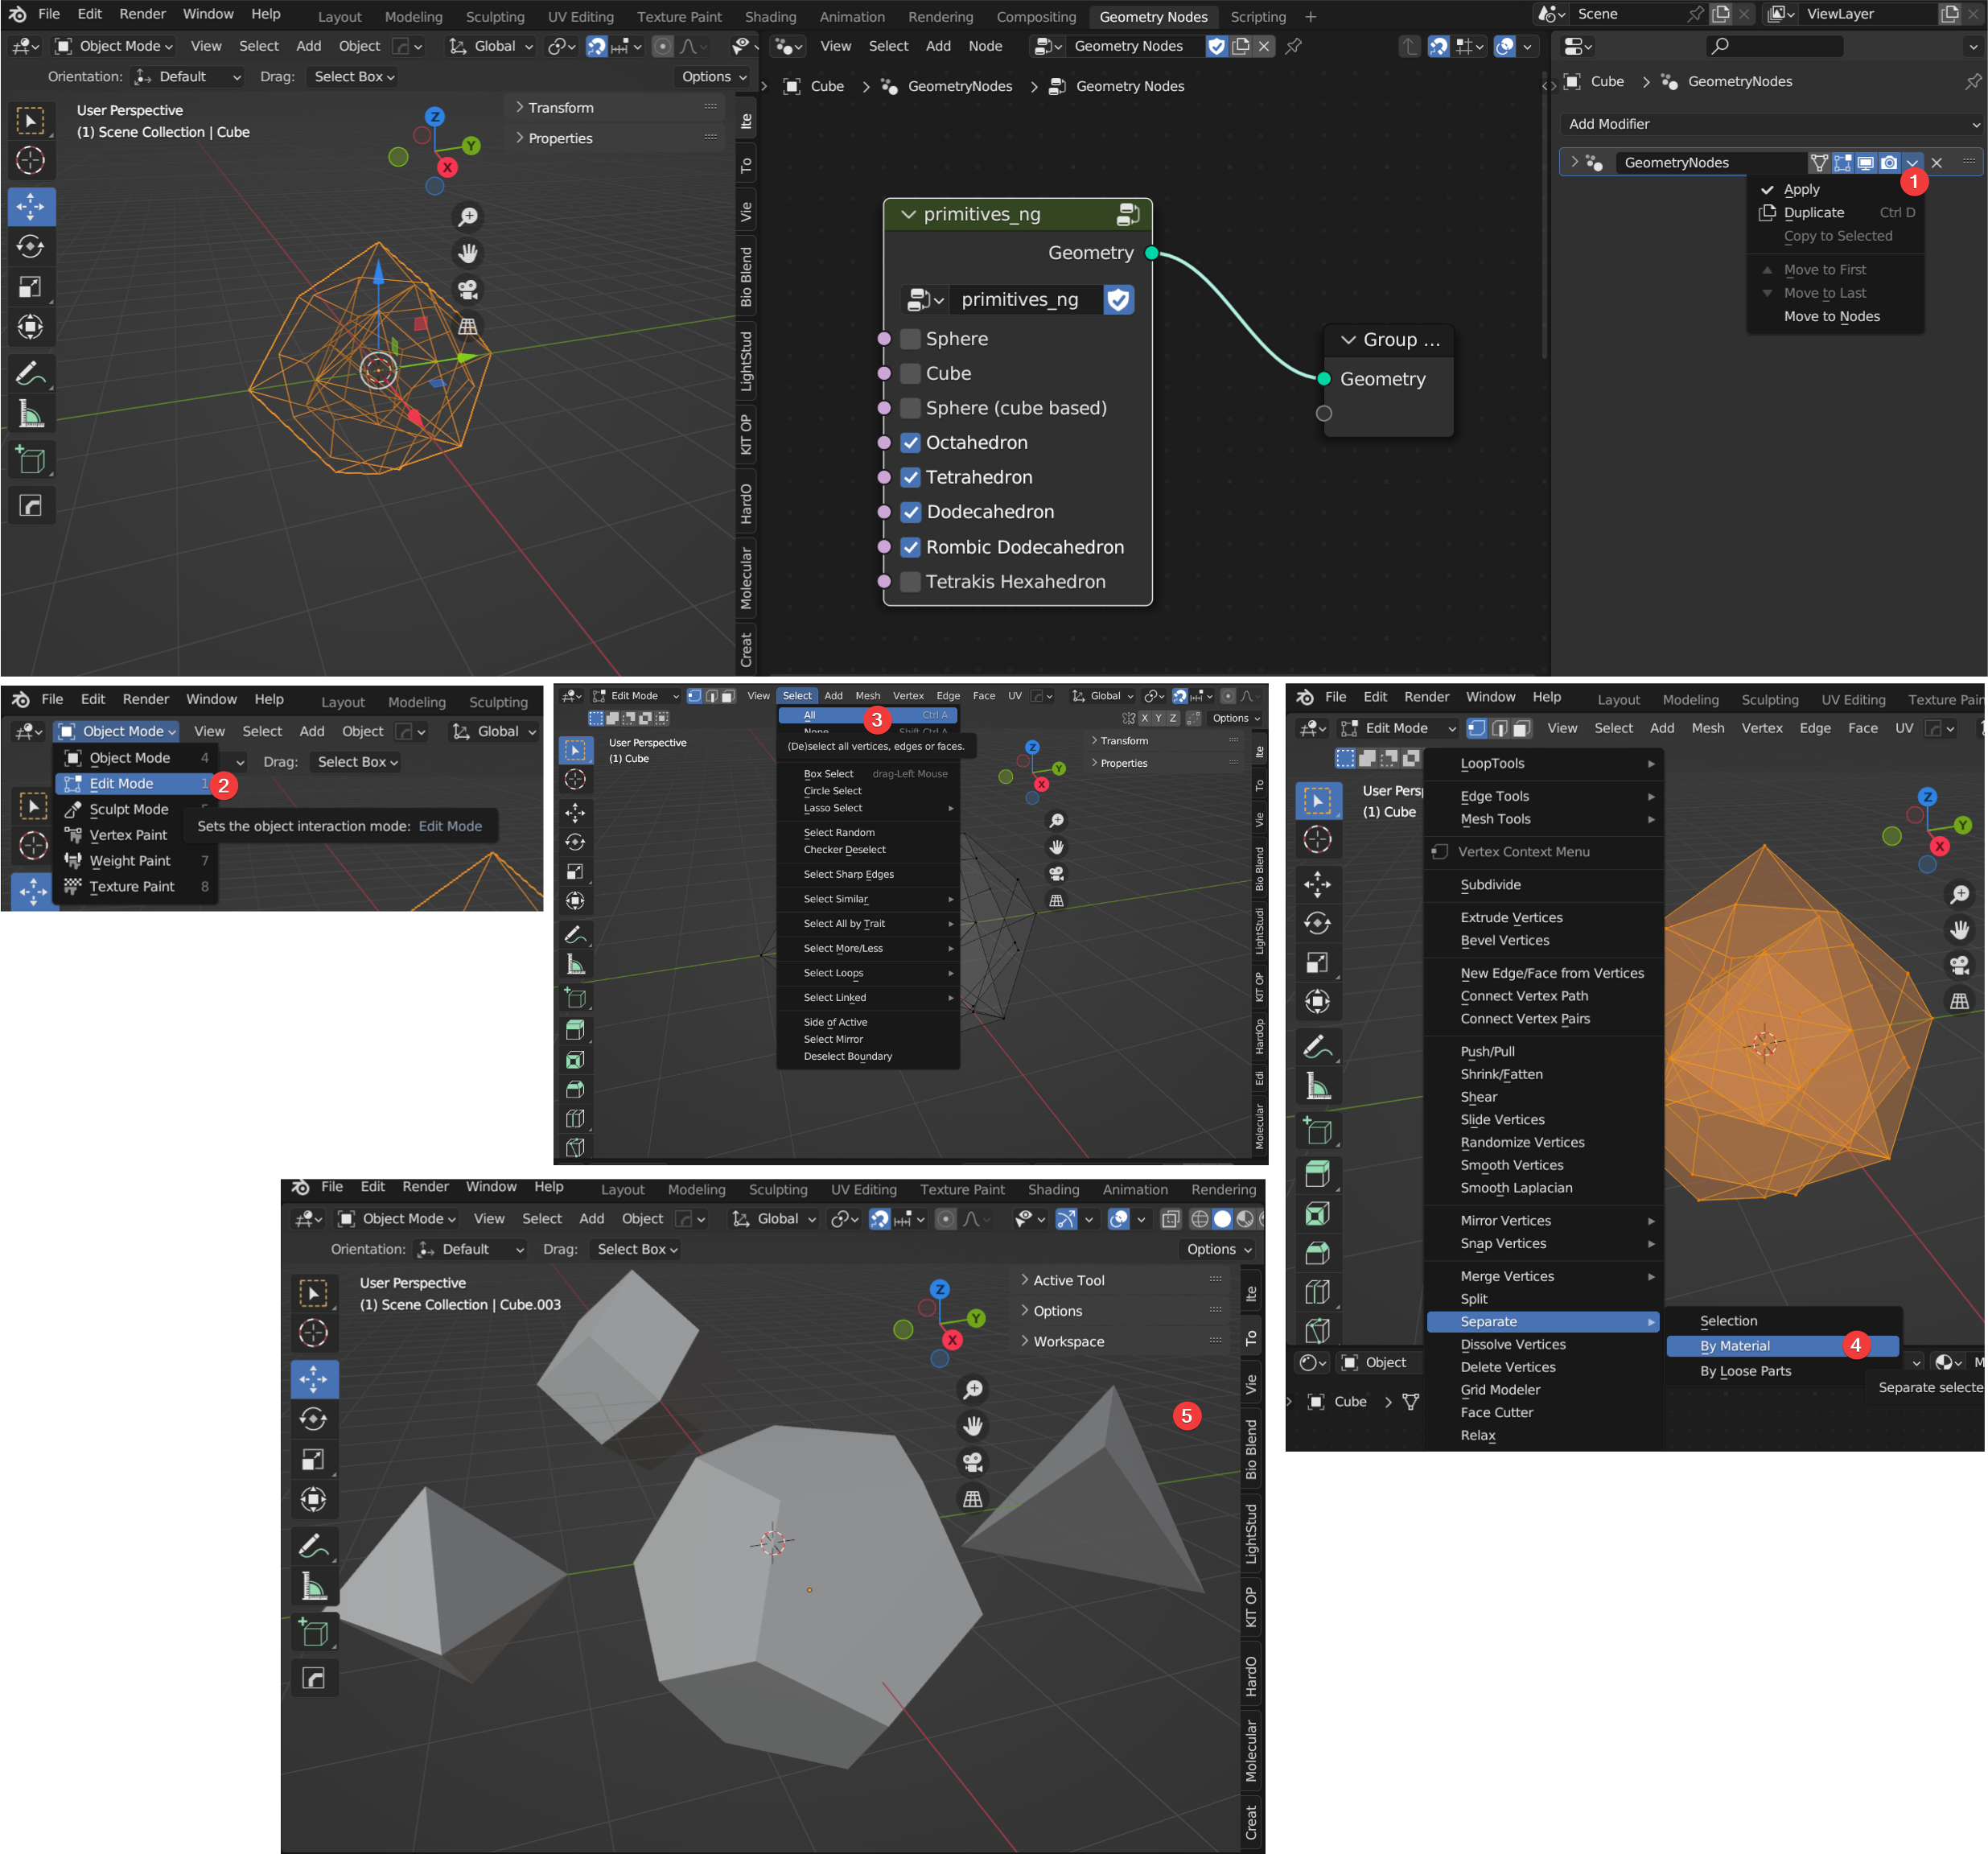 File Edit Render Window Help Layout Modeling Sculpting UV Editing Texture Paint Shading Animation Rendering Compositing Geometry Nodes Scripting + Scene ViewLayer
Object Mode View Select Add Object Global
Orientation: Default Drag: Select Box Options
User Perspective
(1) Scene Collection | Cube
Transform
Properties
Z
Y
X
Ite
To
Vie
Bio Blend
LightStud
KIT OP
HardO
Molecular
Creat
View Select Add Node Geometry Nodes
Cube > GeometryNodes > Geometry Nodes
primitives_ng
Geometry
primitives_ng
Sphere
Cube
Sphere (cube based)
Octahedron
Tetrahedron
Dodecahedron
Rombic Dodecahedron
Tetrakis Hexahedron
Group ...
Geometry
Cube > GeometryNodes
Add Modifier
GeometryNodes
1
Apply
Duplicate Ctrl D
Copy to Selected
Move to First
Move to Last
Move to Nodes
File Edit Render Window Help Layout Modeling Sculpting
Object Mode View Select Add Object Global
Object Mode 4 Drag: Select Box
Edit Mode 1 2
Sculpt Mode
Sets the object interaction mode: Edit Mode
Vertex Paint
Weight Paint 7
Texture Paint 8
Edit Mode View Select Add Mesh Vertex Edge Face UV Global
All Ctrl A 3
X Y Z Options
None Shift Ctrl A
(De)select all vertices, edges or faces.
User Perspective
(1) Cube
Transform
Properties
Z
Y
X
Box Select drag-Left Mouse
Circle Select
Lasso Select
Select Random
Checker Deselect
Select Sharp Edges
Select Similar
Select All by Trait
Select More/Less
Select Loops
Select Linked
Side of Active
Select Mirror
Deselect Boundary
Ite
To
Vie
Bio Blend
LightStudi
KIT OP
HardOp
Edi
Molecular
File Edit Render Window Help Layout Modeling Sculpting UV Editing Texture Pain
Edit Mode View Select Add Mesh Vertex Edge Face UV
User Persp
(1) Cube
Z
Y
X
LoopTools
Edge Tools
Mesh Tools
Vertex Context Menu
Subdivide
Extrude Vertices
Bevel Vertices
New Edge/Face from Vertices
Connect Vertex Path
Connect Vertex Pairs
Push/Pull
Shrink/Fatten
Shear
Slide Vertices
Randomize Vertices
Smooth Vertices
Smooth Laplacian
Mirror Vertices
Snap Vertices
Merge Vertices
Split
Separate
Dissolve Vertices
Delete Vertices
Grid Modeler
Face Cutter
Relax
Selection
By Material 4
By Loose Parts
Separate selecte
Object M
Cube >
File Edit Render Window Help Layout Modeling Sculpting UV Editing Texture Paint Shading Animation Rendering
Object Mode View Select Add Object Global
Orientation: Default Drag: Select Box Options
User Perspective
(1) Scene Collection | Cube.003
Active Tool
Options
Workspace
Z
Y
X
5
Ite
To
Vie
Bio Blend
LightStud
KIT OP
HardO
Molecular
Creat